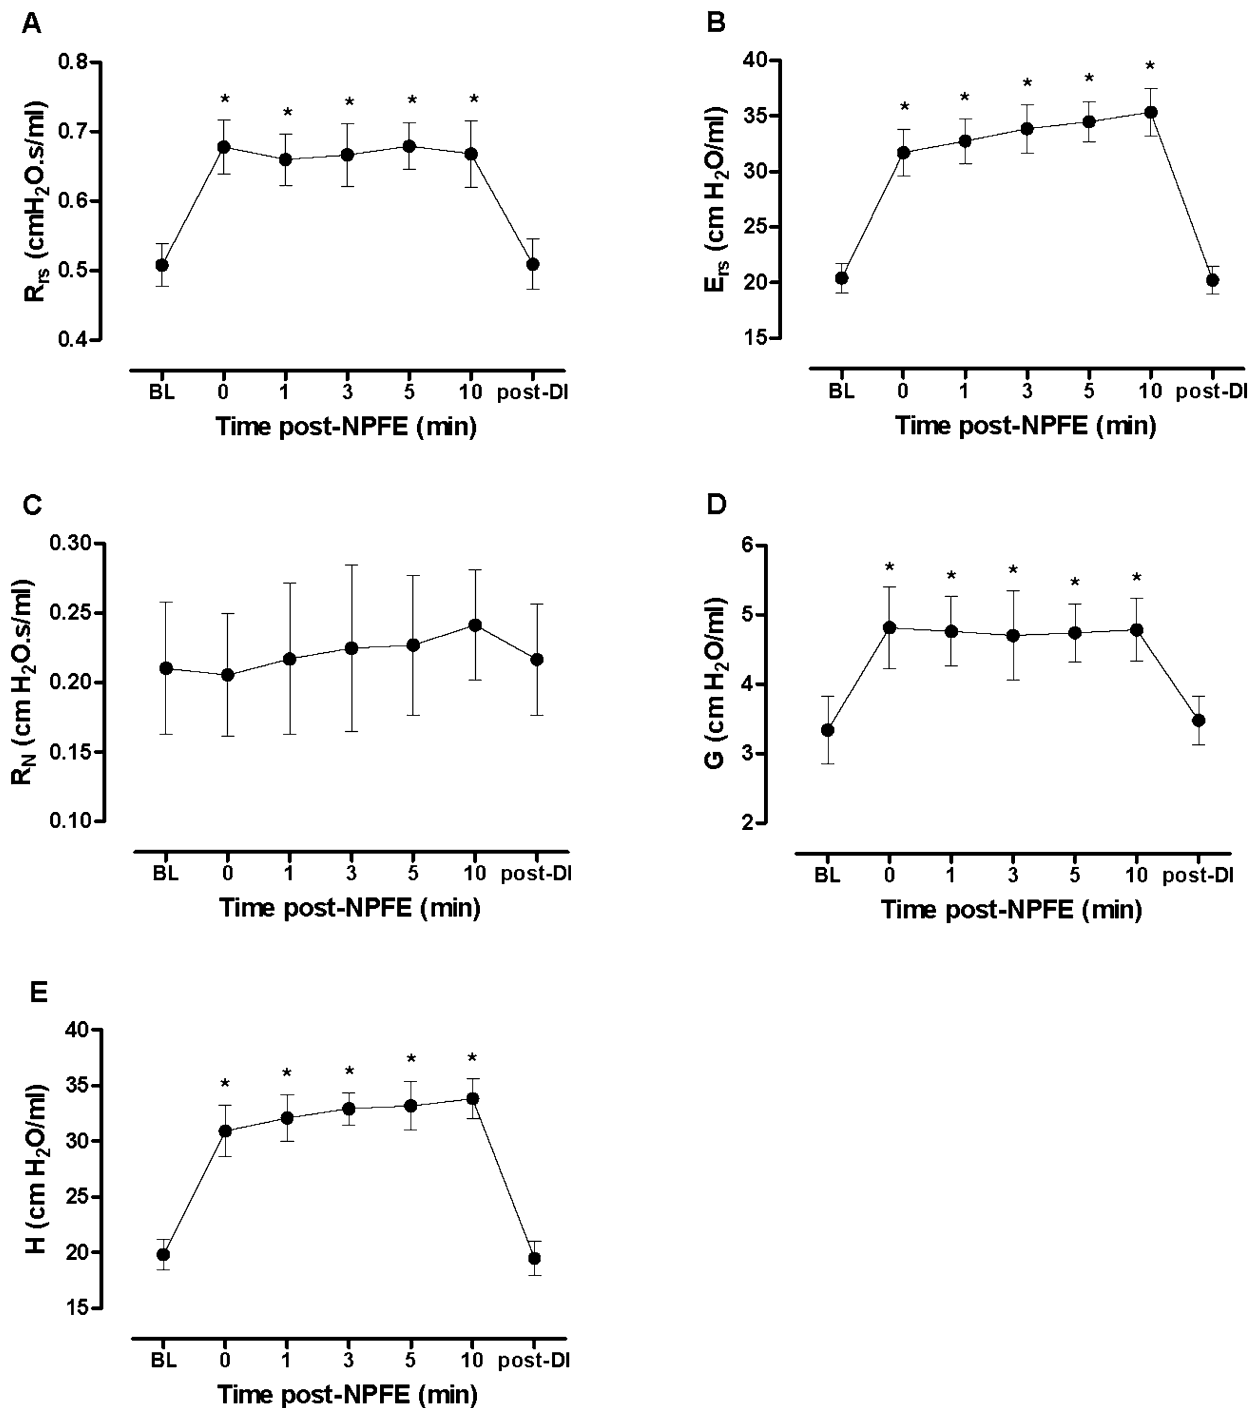 A
0.8
0.7
0.6
0.5
0.4
Rrs (cmH2O.s/ml)
* * * * *
BL 0 1 3 5 10 post-DI
Time post-NPFE (min)
B
40
35
30
25
20
15
Ers (cm H2O/ml)
* * * * *
BL 0 1 3 5 10 post-DI
Time post-NPFE (min)
C
0.30
0.25
0.20
0.15
0.10
RN (cm H2O.s/ml)
BL 0 1 3 5 10 post-DI
Time post-NPFE (min)
D
6
5
4
3
2
G (cm H2O/ml)
* * * * *
BL 0 1 3 5 10 post-DI
Time post-NPFE (min)
E
40
35
30
25
20
15
H (cm H2O/ml)
* * * * *
BL 0 1 3 5 10 post-DI
Time post-NPFE (min)